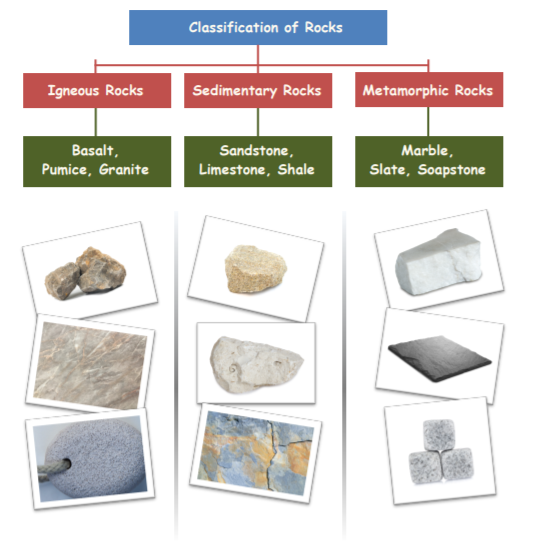 Classification of Rocks
Igneous Rocks
Sedimentary Rocks
Metamorphic Rocks
Basalt,
Pumice, Granite
Sandstone,
Limestone, Shale
Marble,
Slate, Soapstone